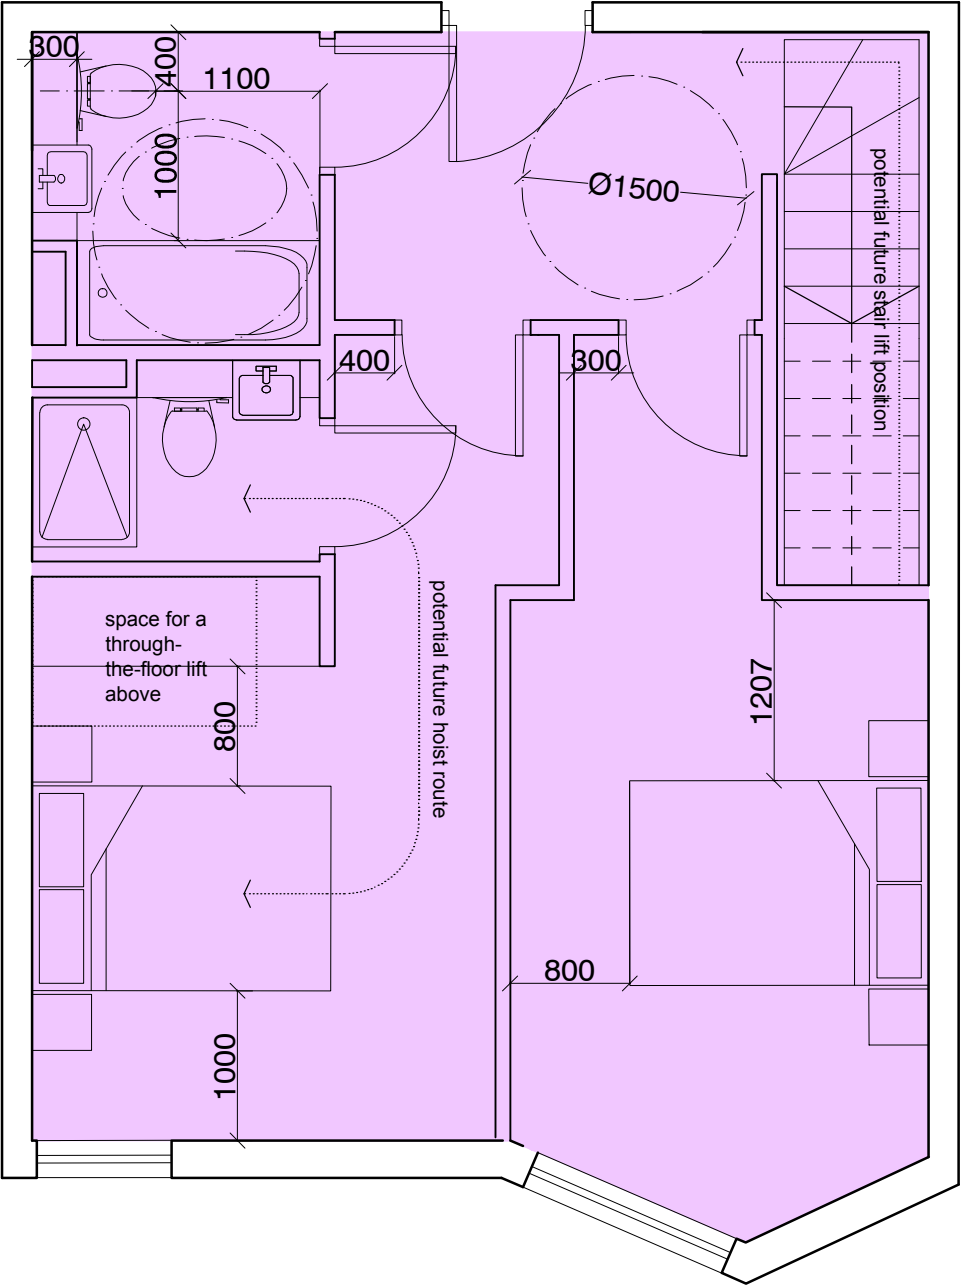 300
400
1100
1000
Ø1500
potential future stair lift position
400
300
space for a
through-
the-floor lift
above
potential future hoist route
800
1207
800
1000